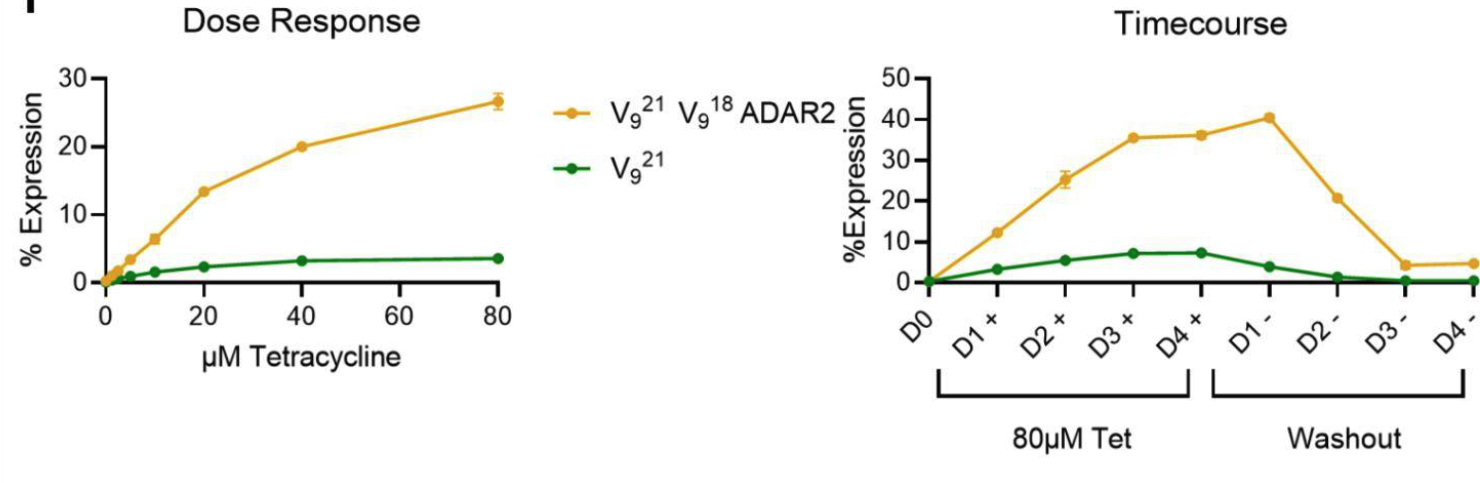 Dose Response
% Expression
30
20
10
0
0 20 40 60 80
µM Tetracycline
V₉²¹ V₉¹⁸ ADAR2
V₉²¹
Timecourse
%Expression
50
40
30
20
10
0
D0 D1 + D2 + D3 + D4 + D1 - D2 - D3 - D4 -
80µM Tet Washout